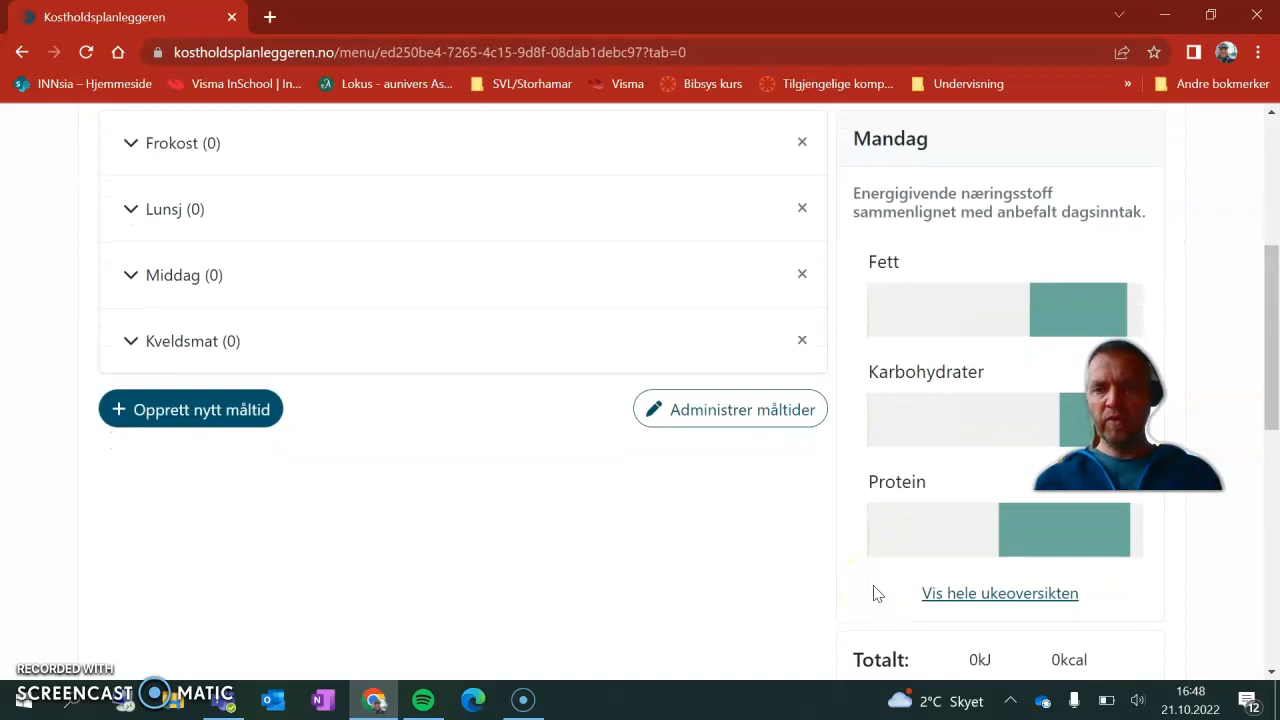 Kostholdsplanleggeren
kostholdsplanleggeren.no/menu/ed250be4-7265-4c15-9d8f-08dab1debc97?tab=0
INNsia – Hjemmeside
Visma InSchool | In...
Lokus - aunivers As...
SVL/Storhamar
Visma
Bibsys kurs
Tilgjengelige komp...
Undervisning
»
Andre bokmerker
Frokost (0)
Lunsj (0)
Middag (0)
Kveldsmat (0)
+ Opprett nytt måltid
Administrer måltider
Mandag
Energigivende næringsstoff
sammenlignet med anbefalt dagsinntak.
Fett
Karbohydrater
Protein
Vis hele ukeoversikten
Totalt: 0kJ 0kcal
RECORDED WITH
SCREENCAST MATIC
2°C Skyet
16:48
21.10.2022
12